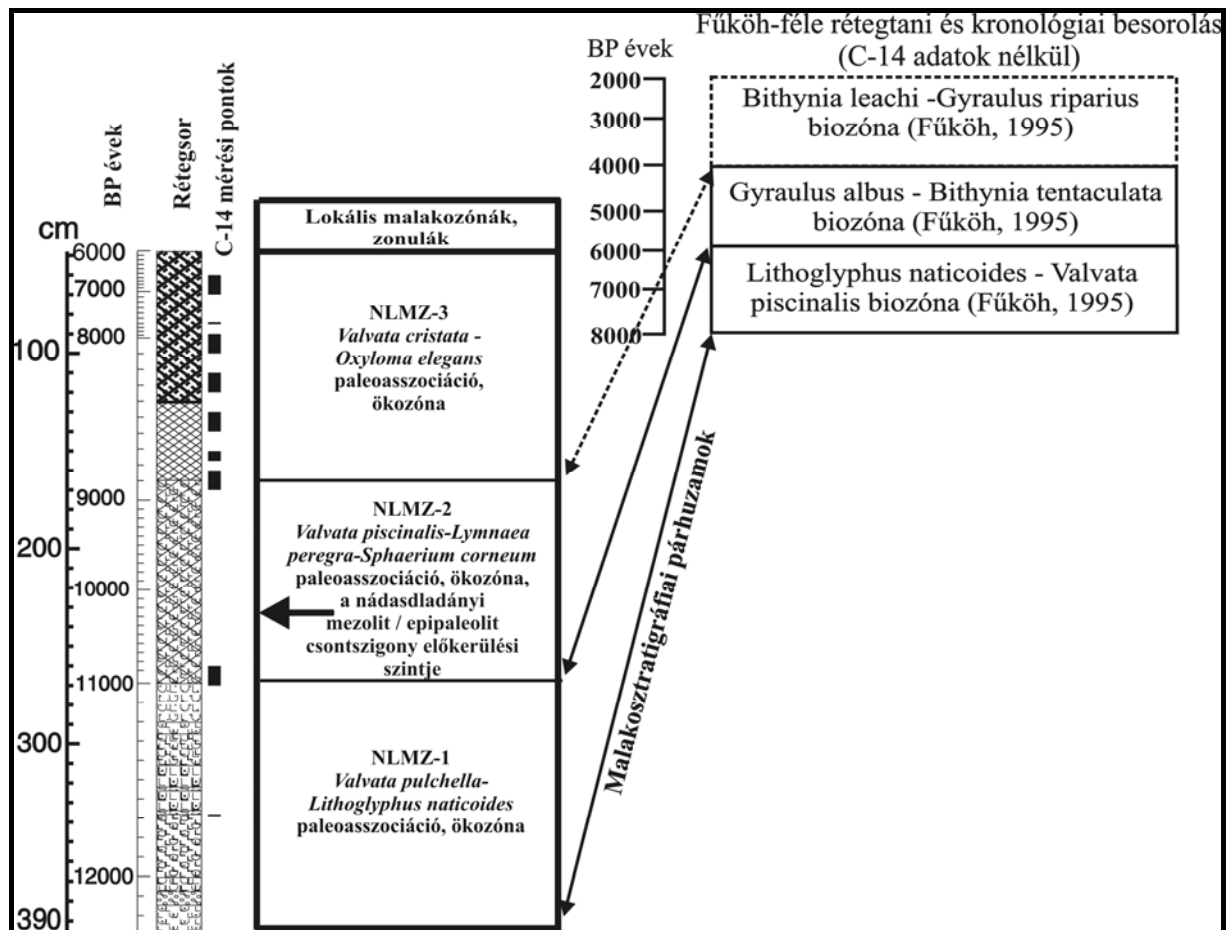 Fűköh-féle rétegtani és kronológiai besorolás
(C-14 adatok nélkül)
BP évek
2000
3000
4000
5000
6000
7000
8000
Bithynia leachi -Gyraulus riparius
biozóna (Fűköh, 1995)
Gyraulus albus - Bithynia tentaculata
biozóna (Fűköh, 1995)
Lithoglyphus naticoides - Valvata
piscinalis biozóna (Fűköh, 1995)
BP évek
Rétegsor
C-14 mérési pontok
cm
100
200
300
390
6000
7000
8000
9000
10000
11000
12000
Lokális malakozónák,
zonulák
NLMZ-3
Valvata cristata -
Oxyloma elegans
paleoasszociáció,
ökozóna
NLMZ-2
Valvata piscinalis-Lymnaea
peregra-Sphaerium corneum
paleoasszociáció, ökozóna,
a nádasdladányi
mezolit / epipaleolit
csontszigony előkerülési
szintje
NLMZ-1
Valvata pulchella-
Lithoglyphus naticoides
paleoasszociáció, ökozóna
Malakosztratigráfiai párhuzamok